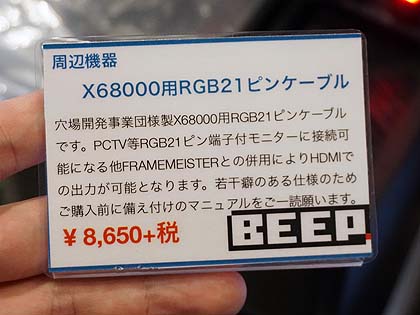 周辺機器
X68000用RGB21ピンケーブル
穴場開発事業団様製X68000用RGB21ピンケーブル
です。PCTV等RGB21ピン端子付モニターに接続可
能になる他FRAMEMEISTERとの併用によりHDMIで
の出力が可能となります。若干癖のある仕様のため
ご購入前に備え付けのマニュアルをご一読願います。
¥ 8,650+税
BEEP